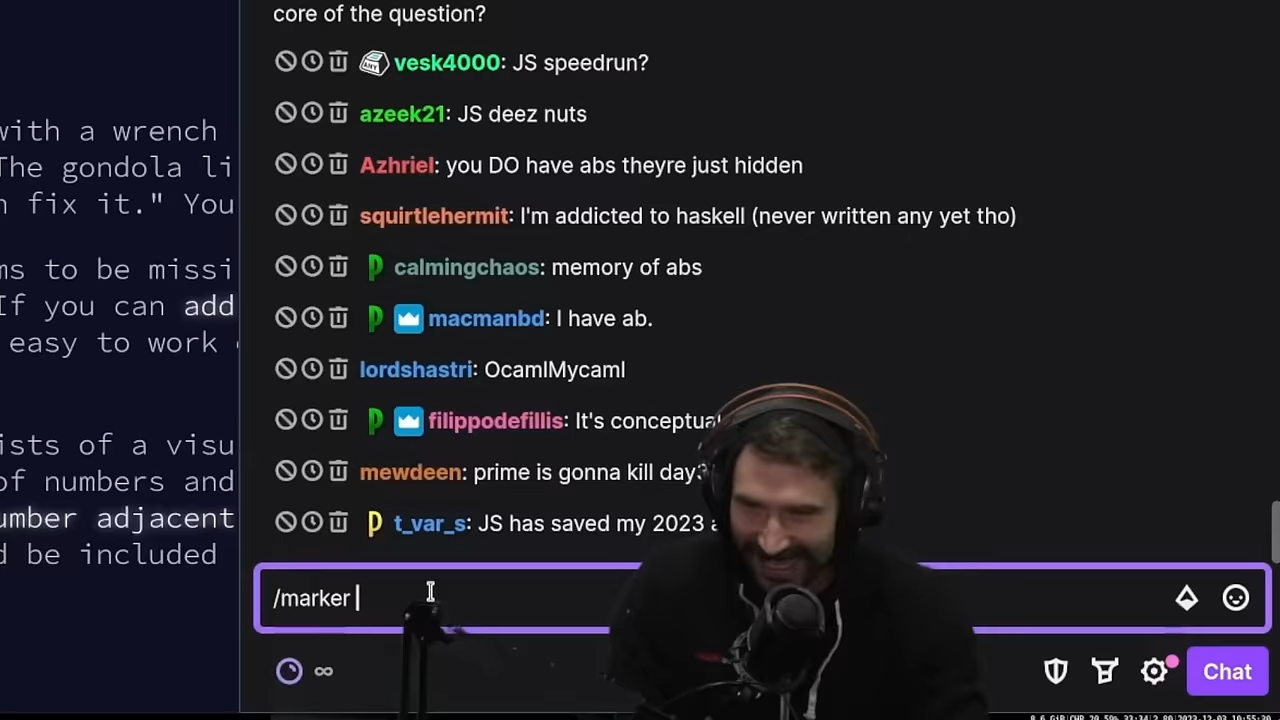 core of the question?
vesk4000: JS speedrun?
azeek21: JS deez nuts
with a wrench
Azhriel: you DO have abs theyre just hidden
The gondola li
n fix it." You
squirtlehermit: I'm addicted to haskell (never written any yet tho)
ms to be missi
calmingchaos: memory of abs
If you can add
macmanbd: I have ab.
easy to work
lordshastri: OcamlMycaml
filippodefillis: It's conceptua
ists of a visu
mewdeen: prime is gonna kill day3
of numbers and
umber adjacent
t_var_s: JS has saved my 2023 a
d be included
/marker
∞
Chat